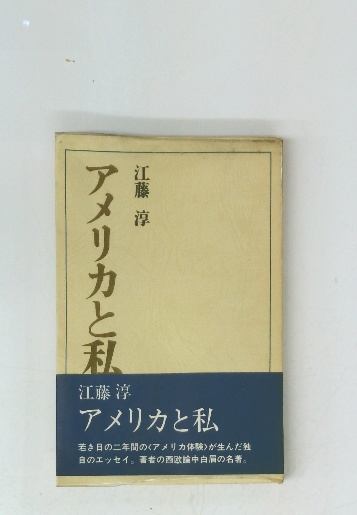 江藤 淳
アメリカと私
江藤 淳
アメリカと私
若き日の二年間の〈アメリカ体験〉が生んだ独
自のエッセイ。著者の西欧論中白眉の名著。